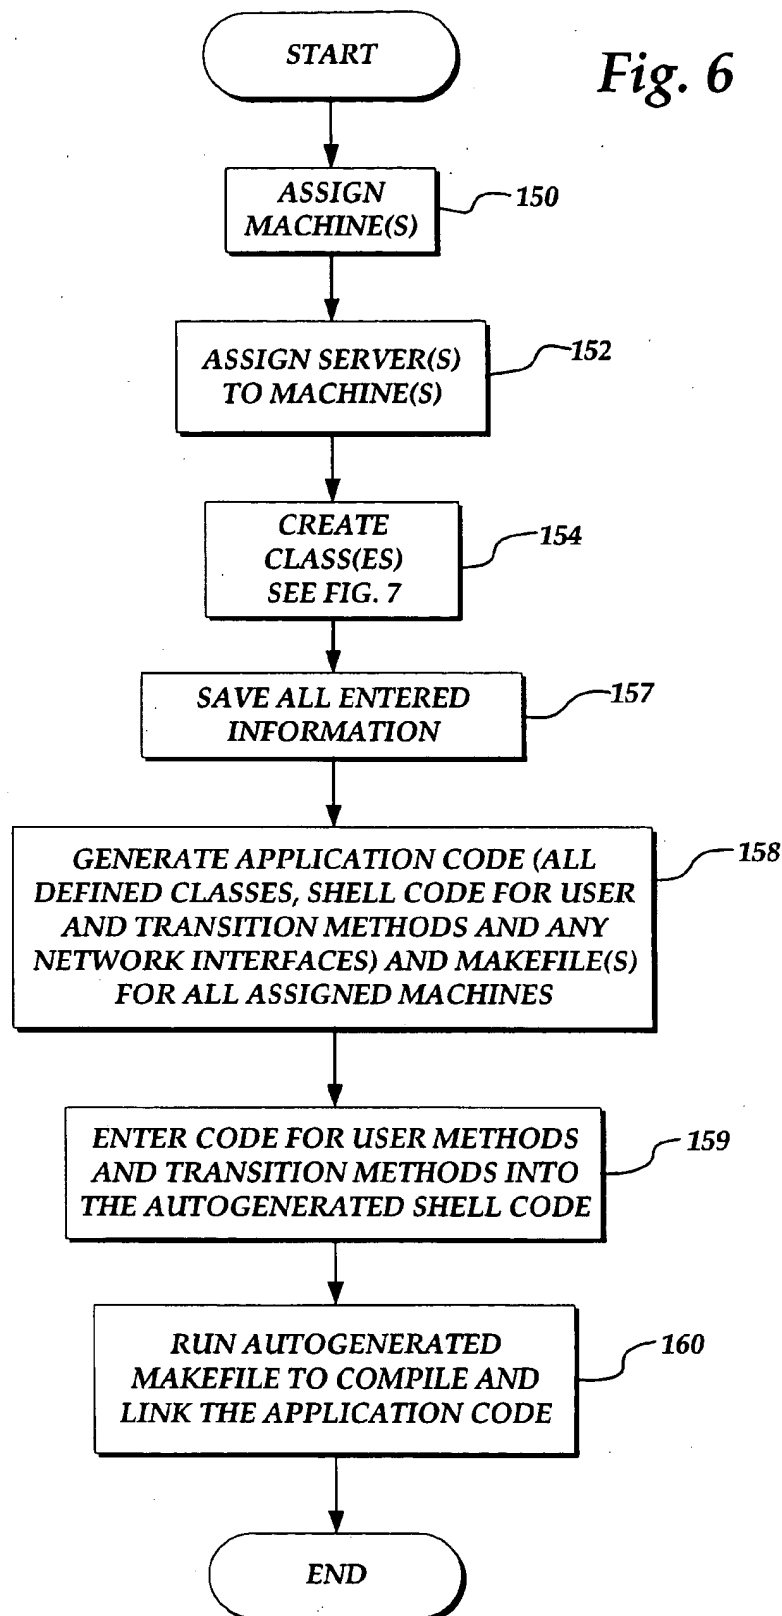 START
Fig. 6
ASSIGN
MACHINE(S)
150
ASSIGN SERVER(S)
TO MACHINE(S)
152
CREATE
CLASS(ES)
SEE FIG. 7
154
SAVE ALL ENTERED
INFORMATION
157
GENERATE APPLICATION CODE (ALL
DEFINED CLASSES, SHELL CODE FOR USER
AND TRANSITION METHODS AND ANY
NETWORK INTERFACES) AND MAKEFILE(S)
FOR ALL ASSIGNED MACHINES
158
ENTER CODE FOR USER METHODS
AND TRANSITION METHODS INTO
THE AUTOGENERATED SHELL CODE
159
RUN AUTOGENERATED
MAKEFILE TO COMPILE AND
LINK THE APPLICATION CODE
160
END